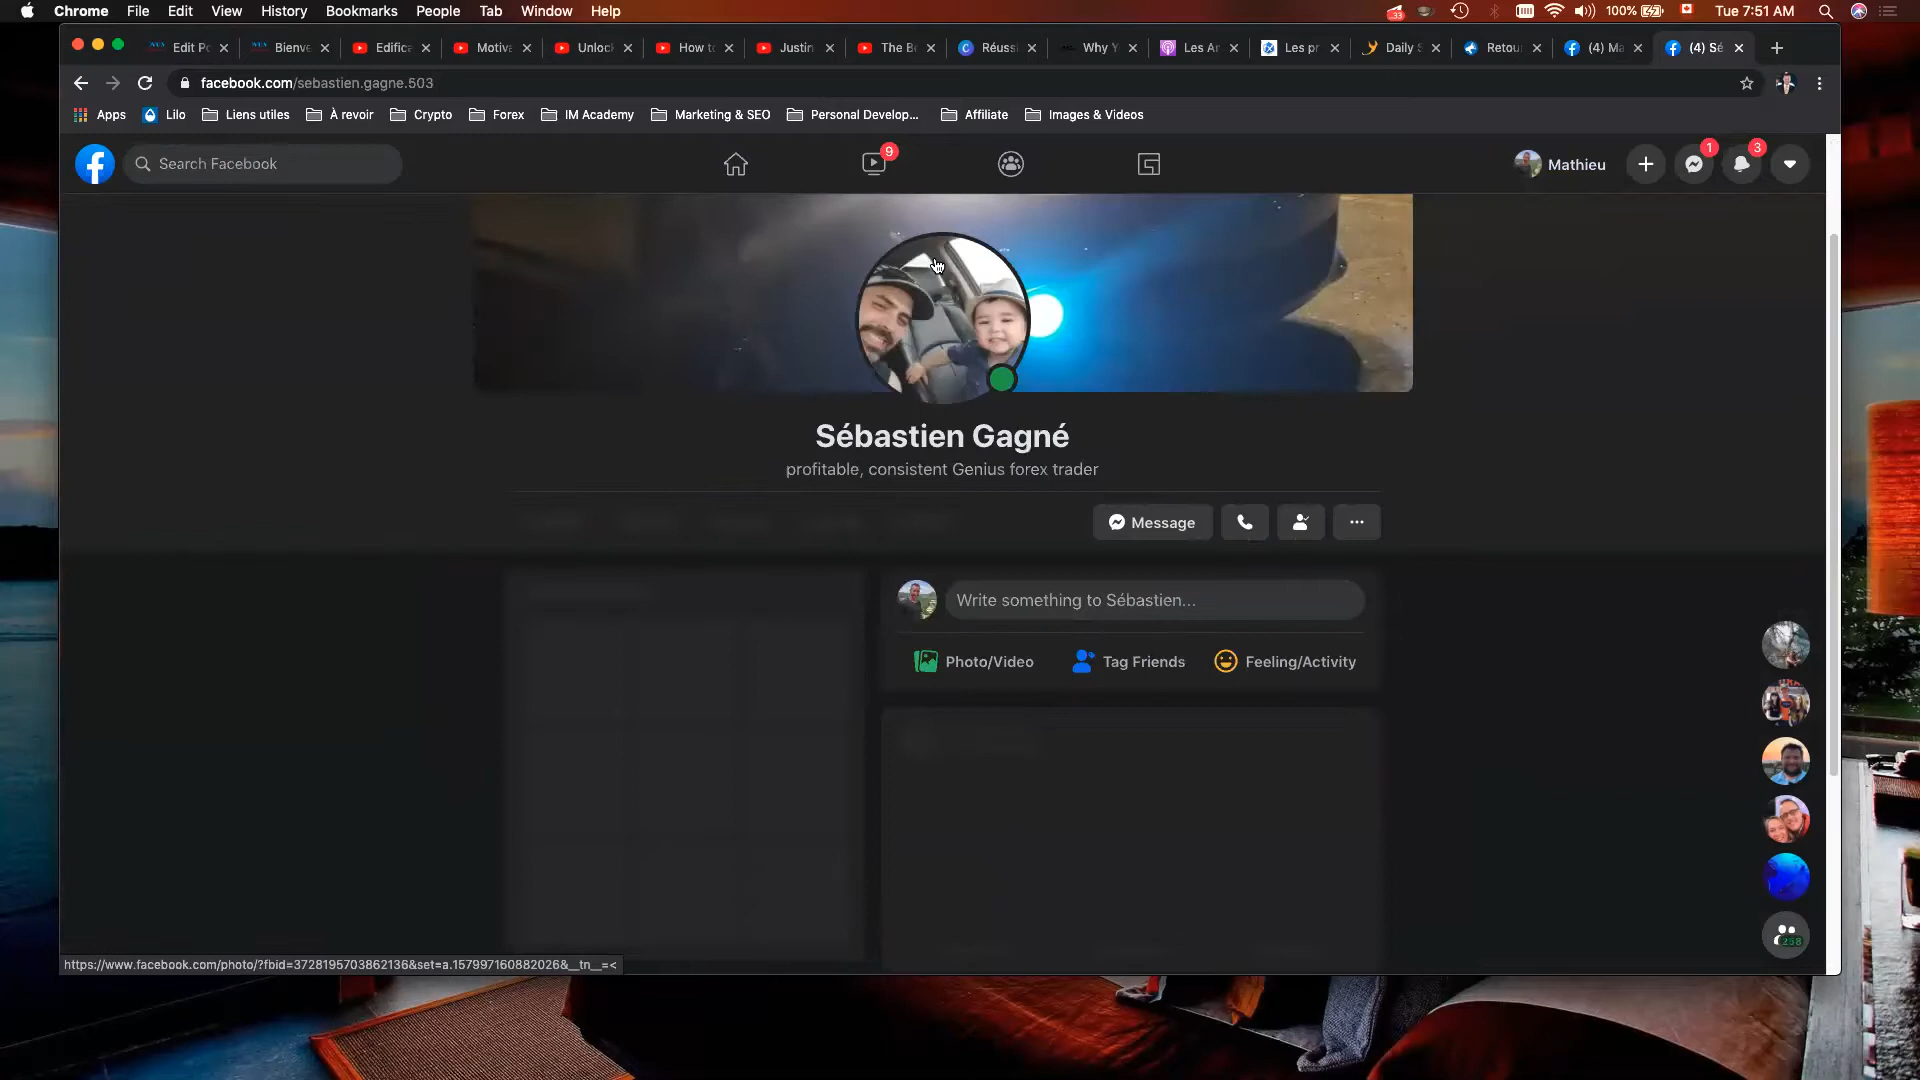 Chrome File Edit View History Bookmarks People Tab Window Help
33 100% Tue 7:51 AM
Edit Po Bienve Edifica Motiva Unlock How to Justin The Be Réussi Why Y Les Ar Les pr Daily S Retour (4) Ma (4) Sé
facebook.com/sebastien.gagne.503
Apps Lilo Liens utiles À revoir Crypto Forex IM Academy Marketing & SEO Personal Develop... Affiliate Images & Videos
Search Facebook 9 Mathieu 1 3
Sébastien Gagné
profitable, consistent Genius forex trader
Message
Write something to Sébastien...
Photo/Video Tag Friends Feeling/Activity
258
https://www.facebook.com/photo/?fbid=3728195703862136&set=a.157997160882026&__tn__=<